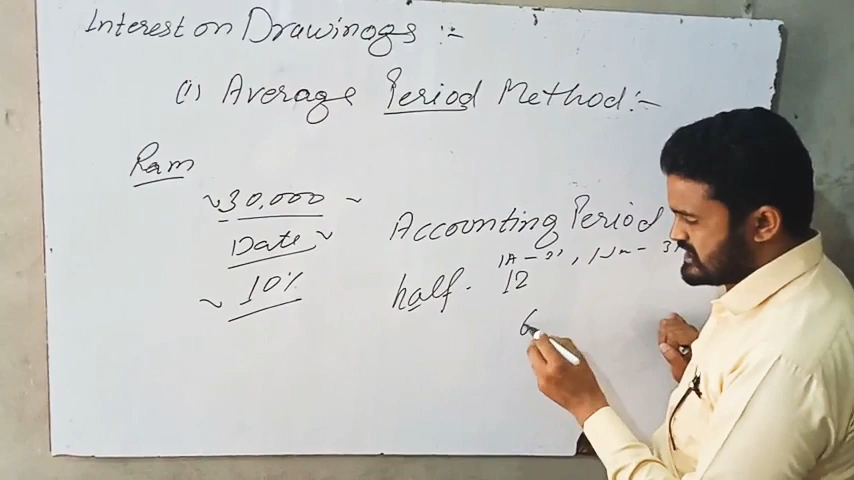 Interest on Drawings :-
(1) Average Period Method :-
Ram
30,000
Date
10%
Accounting Period
half. 12
6